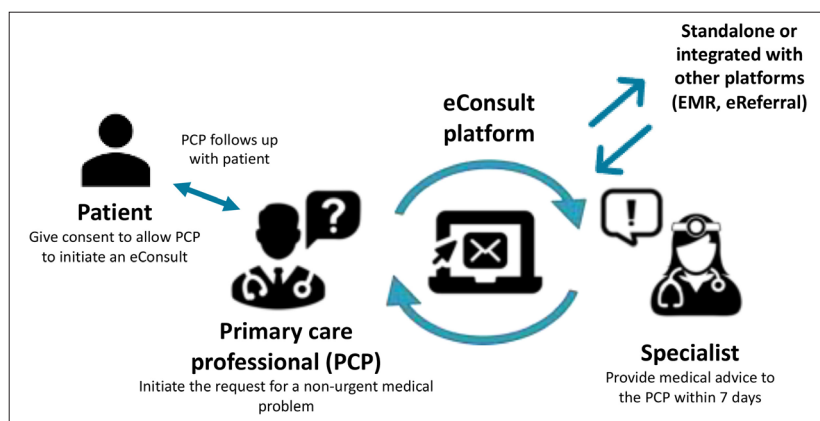 Standalone or
integrated with
other platforms
(EMR, eReferral)
eConsult
platform
PCP follows up
with patient
?
!
Patient
Give consent to allow PCP
to initiate an eConsult
Primary care
professional (PCP)
Initiate the request for a non-urgent medical
problem
Specialist
Provide medical advice to
the PCP within 7 days